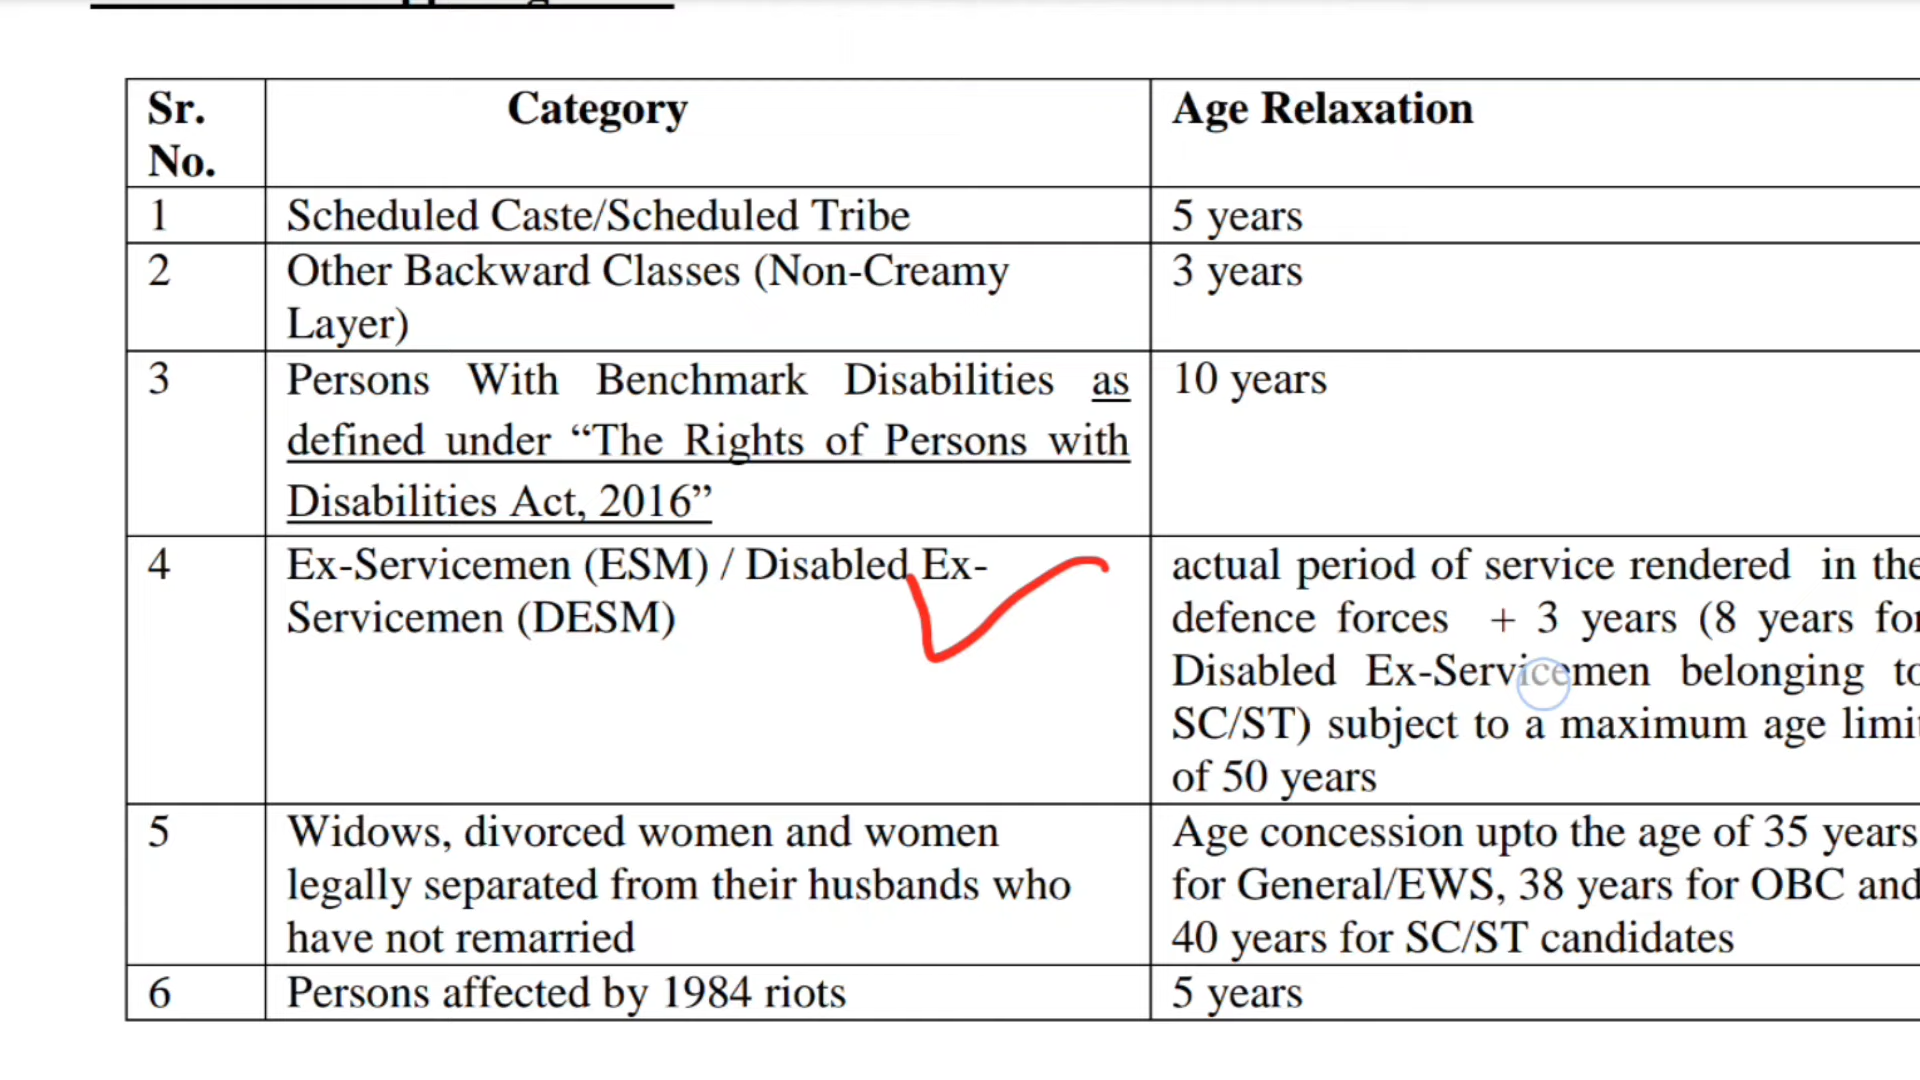 Sr.
No.
Category
Age Relaxation
1
Scheduled Caste/Scheduled Tribe
5 years
2
Other Backward Classes (Non-Creamy
Layer)
3 years
3
Persons With Benchmark Disabilities as
defined under “The Rights of Persons with
Disabilities Act, 2016”
10 years
4
Ex-Servicemen (ESM) / Disabled Ex-
Servicemen (DESM)
actual period of service rendered in the
defence forces + 3 years (8 years for
Disabled Ex-Servicemen belonging to
SC/ST) subject to a maximum age limit
of 50 years
5
Widows, divorced women and women
legally separated from their husbands who
have not remarried
Age concession upto the age of 35 years
for General/EWS, 38 years for OBC and
40 years for SC/ST candidates
6
Persons affected by 1984 riots
5 years